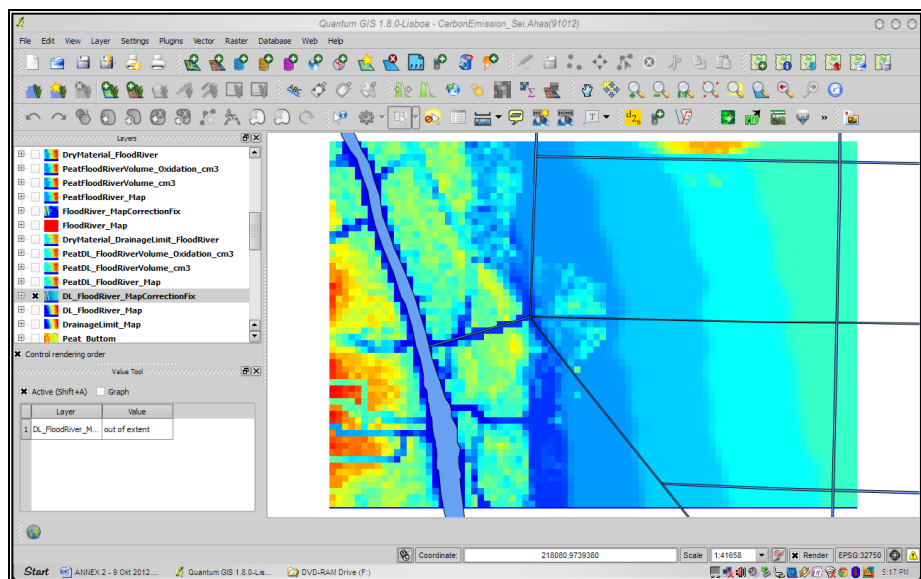 Quantum GIS 1.8.0-Lisboa - CarbonEmission_Sei.Ahas(91012)
File Edit View Layer Settings Plugins Vector Raster Database Web Help
Layers
DryMaterial_FloodRiver
PeatFloodRiverVolume_Oxidation_cm3
PeatFloodRiverVolume_cm3
PeatFloodRiver_Map
FloodRiver_MapCorrectionFix
FloodRiver_Map
DryMaterial_DrainageLimit_FloodRiver
PeatDL_FloodRiverVolume_Oxidation_cm3
PeatDL_FloodRiverVolume_cm3
PeatDL_FloodRiver_Map
DL_FloodRiver_MapCorrectionFix
DL_FloodRiver_Map
DrainageLimit_Map
Peat_Buttom
Control rendering order
Value Tool
Active (Shift+A) Graph
Layer Value
1 DL_FloodRiver_M... out of extent
Coordinate: 218080,9739380 Scale 1:41658 Render EPSG:32750
Start ANNEX 2 - 9 Okt 2012.... Quantum GIS 1.8.0-Lis... DVD-RAM Drive (F:) 5:17 PM